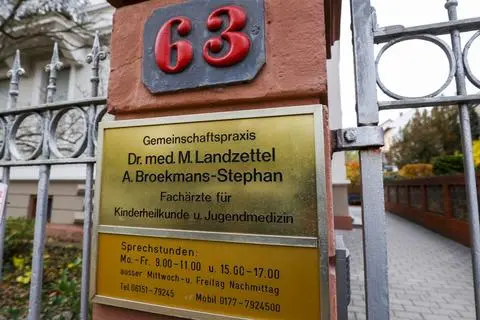 63
Gemeinschaftspraxis
Dr. med. M. Landzettel
A. Broekmans-Stephan
Fachärzte für
Kinderheilkunde u. Jugendmedizin
Sprechstunden:
Mo.-Fr. 9.00-11.00 u. 15.00-17.00
ausser Mittwoch- u. Freitag Nachmittag
Tel. 06151-79245 Mobil 0177-7924500